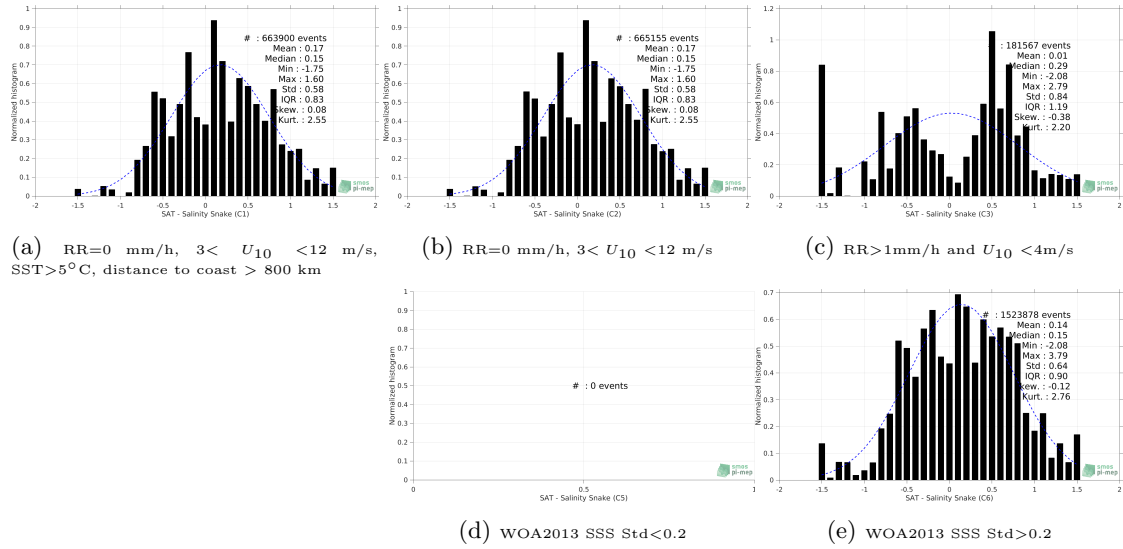 # : 663900 events
Mean : 0.17
Median : 0.15
Min : -1.75
Max : 1.60
Std : 0.58
IQR : 0.83
Skew. : 0.08
Kurt. : 2.55
Normalized histogram
0 0.1 0.2 0.3 0.4 0.5 0.6 0.7 0.8 0.9 1
-2 -1.5 -1 -0.5 0 0.5 1 1.5 2
SAT - Salinity Snake (C1)
smos
pi-mep
(a) RR=0 mm/h, 3< U10 <12 m/s,
SST>5°C, distance to coast > 800 km
# : 665155 events
Mean : 0.17
Median : 0.15
Min : -1.75
Max : 1.60
Std : 0.58
IQR : 0.83
Skew. : 0.08
Kurt. : 2.55
Normalized histogram
0 0.1 0.2 0.3 0.4 0.5 0.6 0.7 0.8 0.9 1
-2 -1.5 -1 -0.5 0 0.5 1 1.5 2
SAT - Salinity Snake (C2)
smos
pi-mep
(b) RR=0 mm/h, 3< U10 <12 m/s
# : 181567 events
Mean : 0.01
Median : 0.29
Min : -2.08
Max : 2.79
Std : 0.84
IQR : 1.19
Skew. : -0.38
Kurt. : 2.20
Normalized histogram
0 0.2 0.4 0.6 0.8 1 1.2
-2 -1.5 -1 -0.5 0 0.5 1 1.5 2
SAT - Salinity Snake (C3)
smos
pi-mep
(c) RR>1mm/h and U10 <4m/s
# : 0 events
Normalized histogram
0 0.1 0.2 0.3 0.4 0.5 0.6 0.7 0.8 0.9 1
0 0.5 1
SAT - Salinity Snake (C5)
smos
pi-mep
(d) WOA2013 SSS Std<0.2
# : 1523878 events
Mean : 0.14
Median : 0.15
Min : -2.08
Max : 3.79
Std : 0.64
IQR : 0.90
Skew. : -0.12
Kurt. : 2.76
Normalized histogram
0 0.1 0.2 0.3 0.4 0.5 0.6 0.7
-2 -1.5 -1 -0.5 0 0.5 1 1.5 2
SAT - Salinity Snake (C6)
smos
pi-mep
(e) WOA2013 SSS Std>0.2